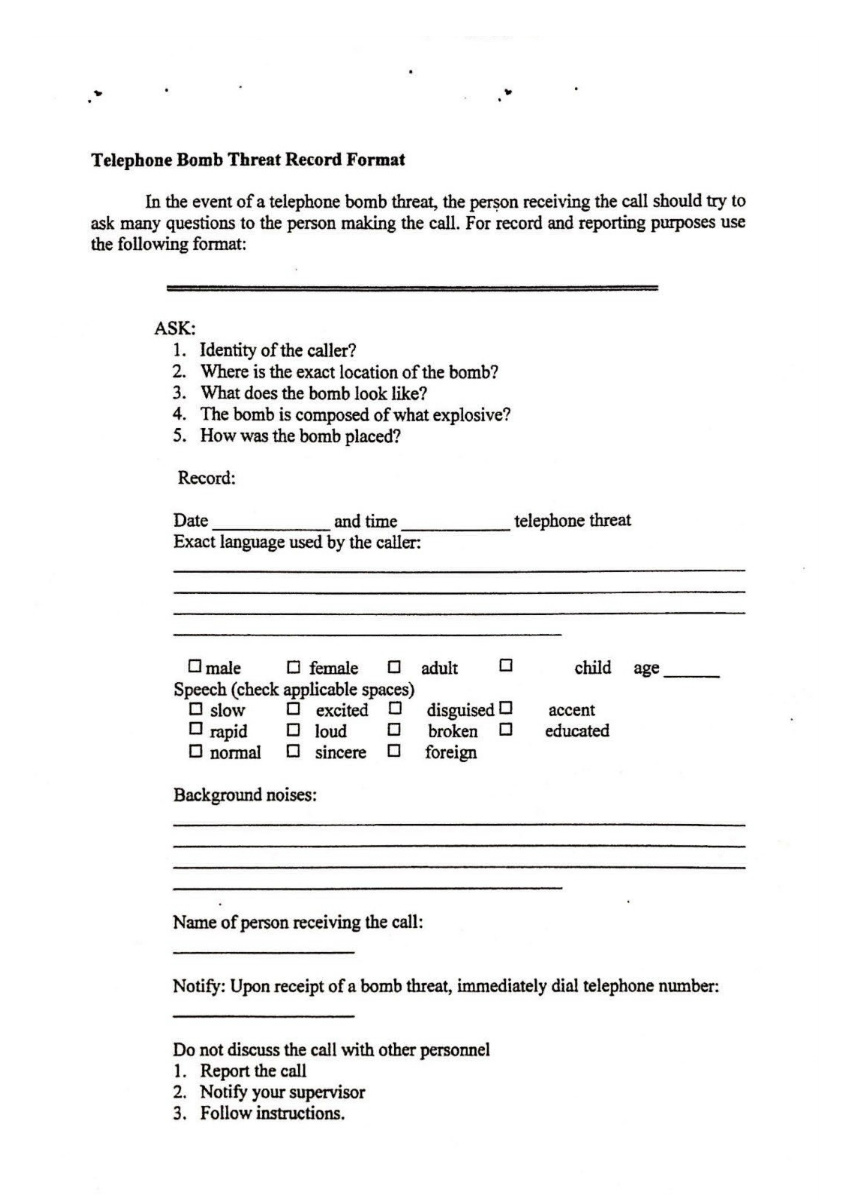 Telephone Bomb Threat Record Format
In the event of a telephone bomb threat, the person receiving the call should try to
ask many questions to the person making the call. For record and reporting purposes use
the following format:
ASK:
1. Identity of the caller?
2. Where is the exact location of the bomb?
3. What does the bomb look like?
4. The bomb is composed of what explosive?
5. How was the bomb placed?
Record:
Date ____________ and time ____________ telephone threat
Exact language used by the caller:
☐ male ☐ female ☐ adult ☐ child age ______
Speech (check applicable spaces)
☐ slow ☐ excited ☐ disguised ☐ accent
☐ rapid ☐ loud ☐ broken ☐ educated
☐ normal ☐ sincere ☐ foreign
Background noises:
Name of person receiving the call:
Notify: Upon receipt of a bomb threat, immediately dial telephone number:
Do not discuss the call with other personnel
1. Report the call
2. Notify your supervisor
3. Follow instructions.